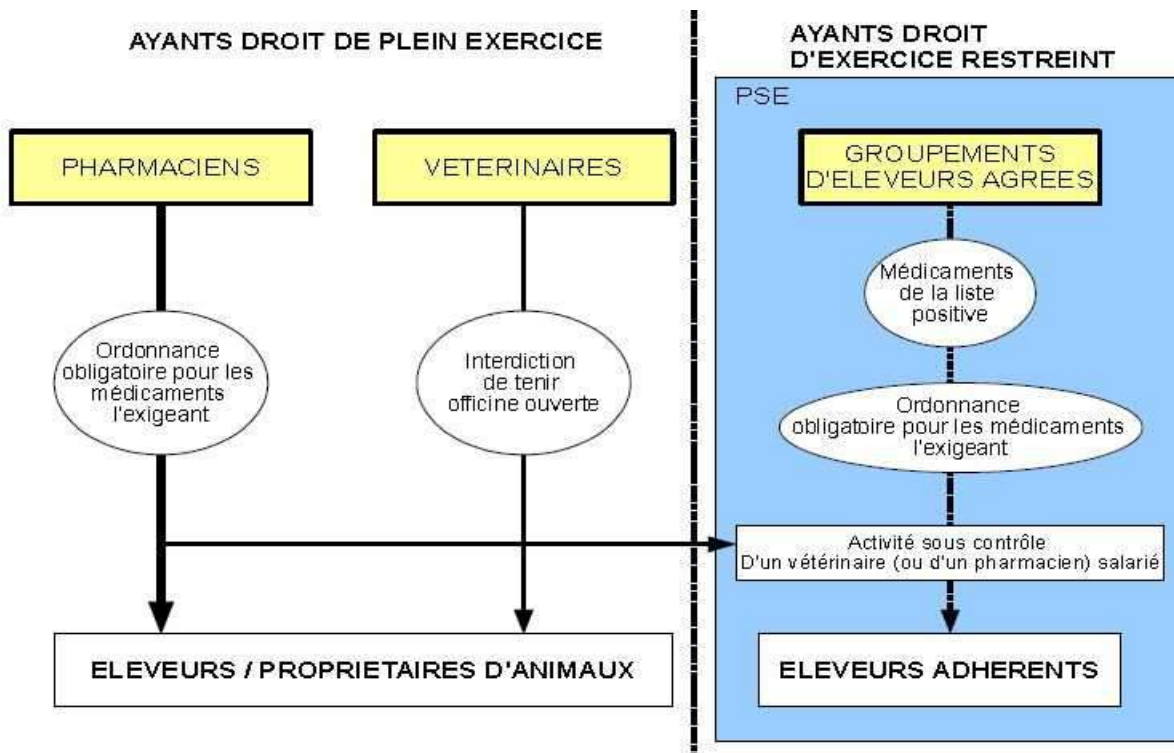 AYANTS DROIT DE PLEIN EXERCICE
AYANTS DROIT
D'EXERCICE RESTREINT
PSE
PHARMACIENS
VETERINAIRES
GROUPEMENTS
D'ELEVEURS AGREES
Médicaments
de la liste
positive
Ordonnance
obligatoire pour les
médicaments
l'exigeant
Interdiction
de tenir
officine ouverte
Ordonnance
obligatoire pour les médicaments
l'exigeant
Activité sous contrôle
D'un vétérinaire (ou d'un pharmacien) salarié
ELEVEURS / PROPRIETAIRES D'ANIMAUX
ELEVEURS ADHERENTS